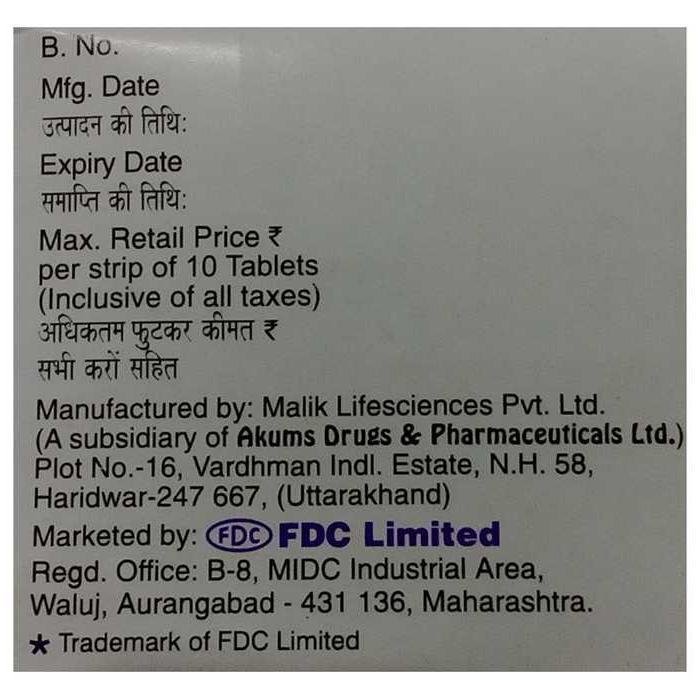 B. No.
Mfg. Date
उत्पादन की तिथि:
Expiry Date
समाप्ति की तिथि:
Max. Retail Price ₹
per strip of 10 Tablets
(Inclusive of all taxes)
अधिकतम फुटकर कीमत ₹
सभी करों सहित
Manufactured by: Malik Lifesciences Pvt. Ltd.
(A subsidiary of Akums Drugs & Pharmaceuticals Ltd.)
Plot No.-16, Vardhman Indl. Estate, N.H. 58,
Haridwar-247 667, (Uttarakhand)
Marketed by: FDC FDC Limited
Regd. Office: B-8, MIDC Industrial Area,
Waluj, Aurangabad - 431 136, Maharashtra.
★ Trademark of FDC Limited